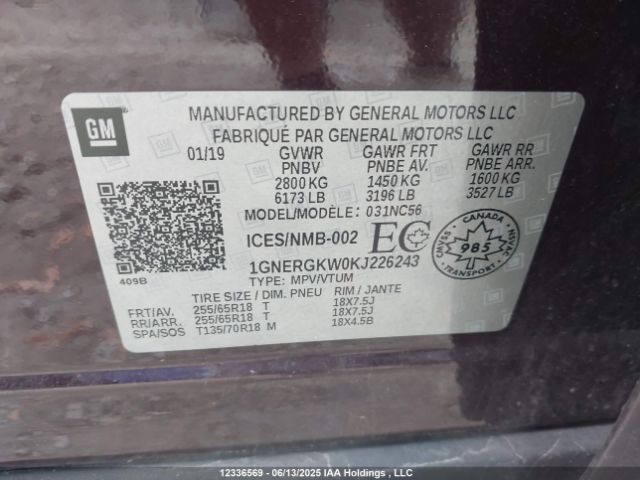 GM
MANUFACTURED BY GENERAL MOTORS LLC
FABRIQUÉ PAR GENERAL MOTORS LLC
01/19 GVWR GAWR FRT GAWR RR
PNBV PNBE AV. PNBE ARR.
2800 KG 1450 KG 1600 KG
6173 LB 3196 LB 3527 LB
MODEL/MODÈLE: 031NC56
ICES/NMB-002 EC
CANADA
CMVSS 985 NSVAC
409B
1GNERGKW0KJ226243
TYPE: MPV/VTUM
TIRE SIZE / DIM. PNEU RIM / JANTE
FRT/AV. 255/65R18 T 18X7.5J
RR/ARR. 255/65R18 T 18X7.5J
SPA/SOS T135/70R18 M 18X4.5B
12336569 - 06/13/2025 IAA Holdings , LLC